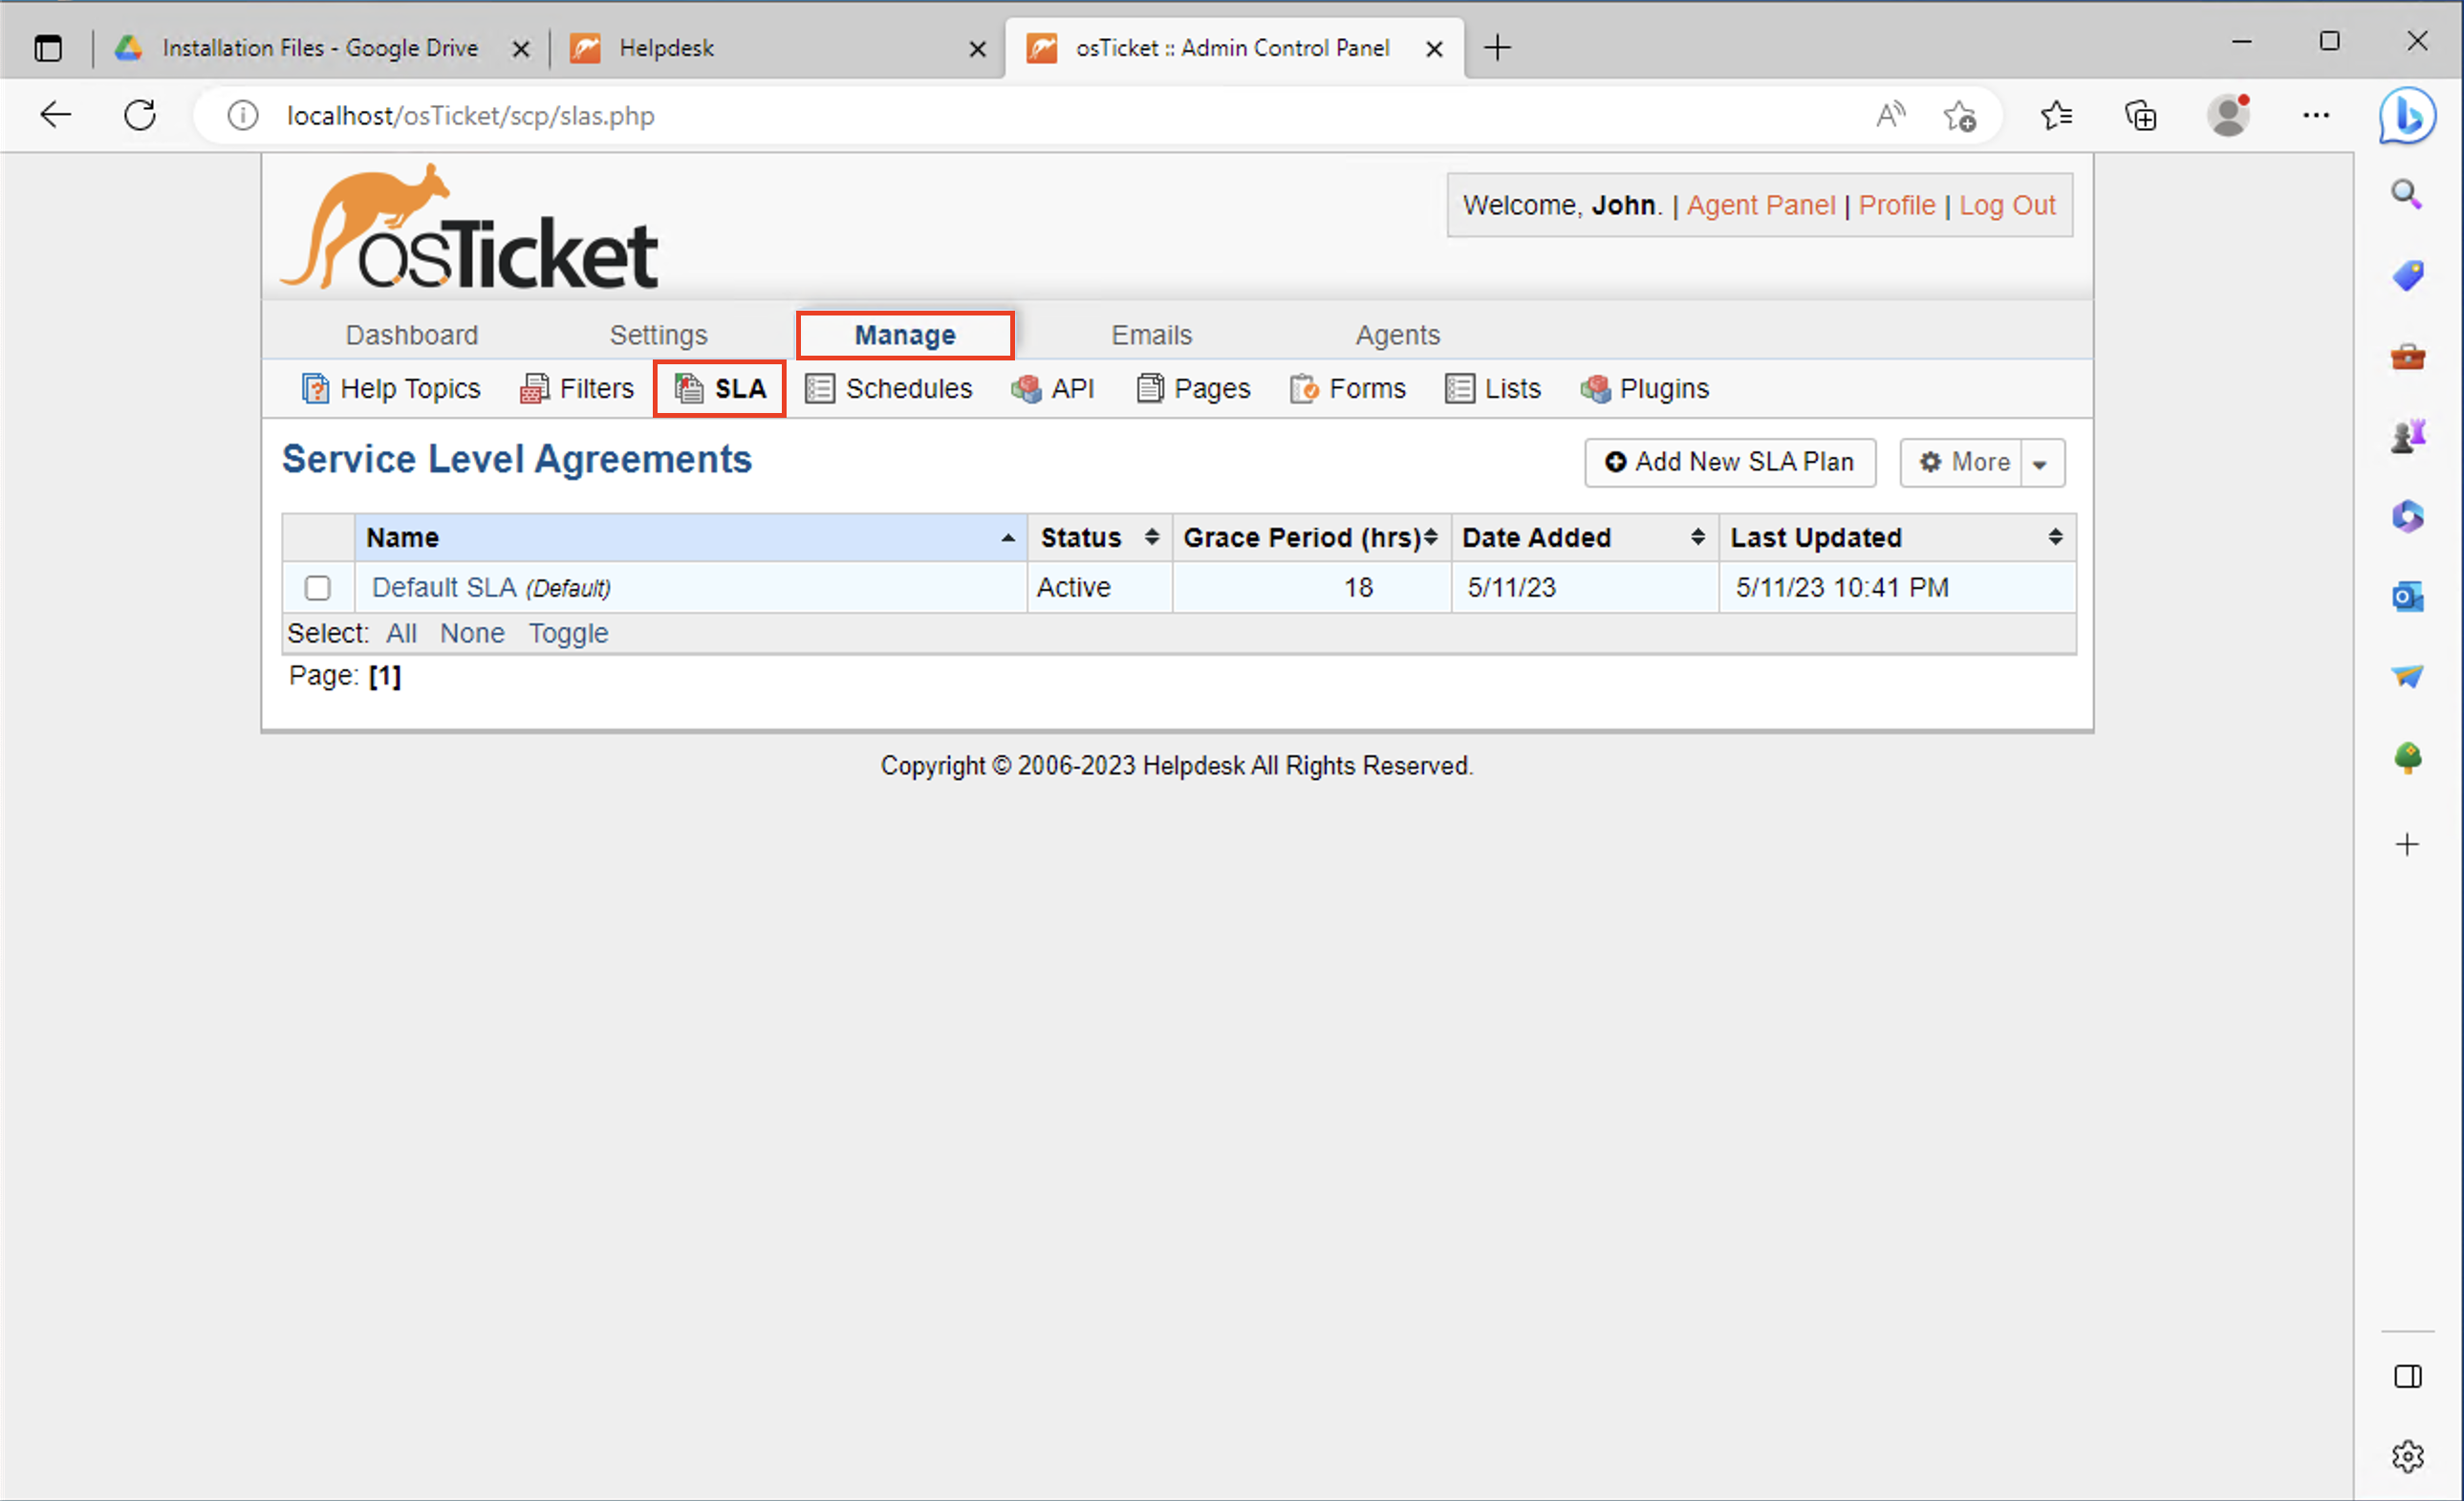 Installation Files - Google Drive
Helpdesk
osTicket :: Admin Control Panel
localhost/osTicket/scp/slas.php
osTicket
Welcome, John. | Agent Panel | Profile | Log Out
Dashboard Settings Manage Emails Agents
Help Topics Filters SLA Schedules API Pages Forms Lists Plugins
Service Level Agreements
Add New SLA Plan
More
Name Status Grace Period (hrs) Date Added Last Updated
Default SLA (Default) Active 18 5/11/23 5/11/23 10:41 PM
Select: All None Toggle
Page: [1]
Copyright © 2006-2023 Helpdesk All Rights Reserved.